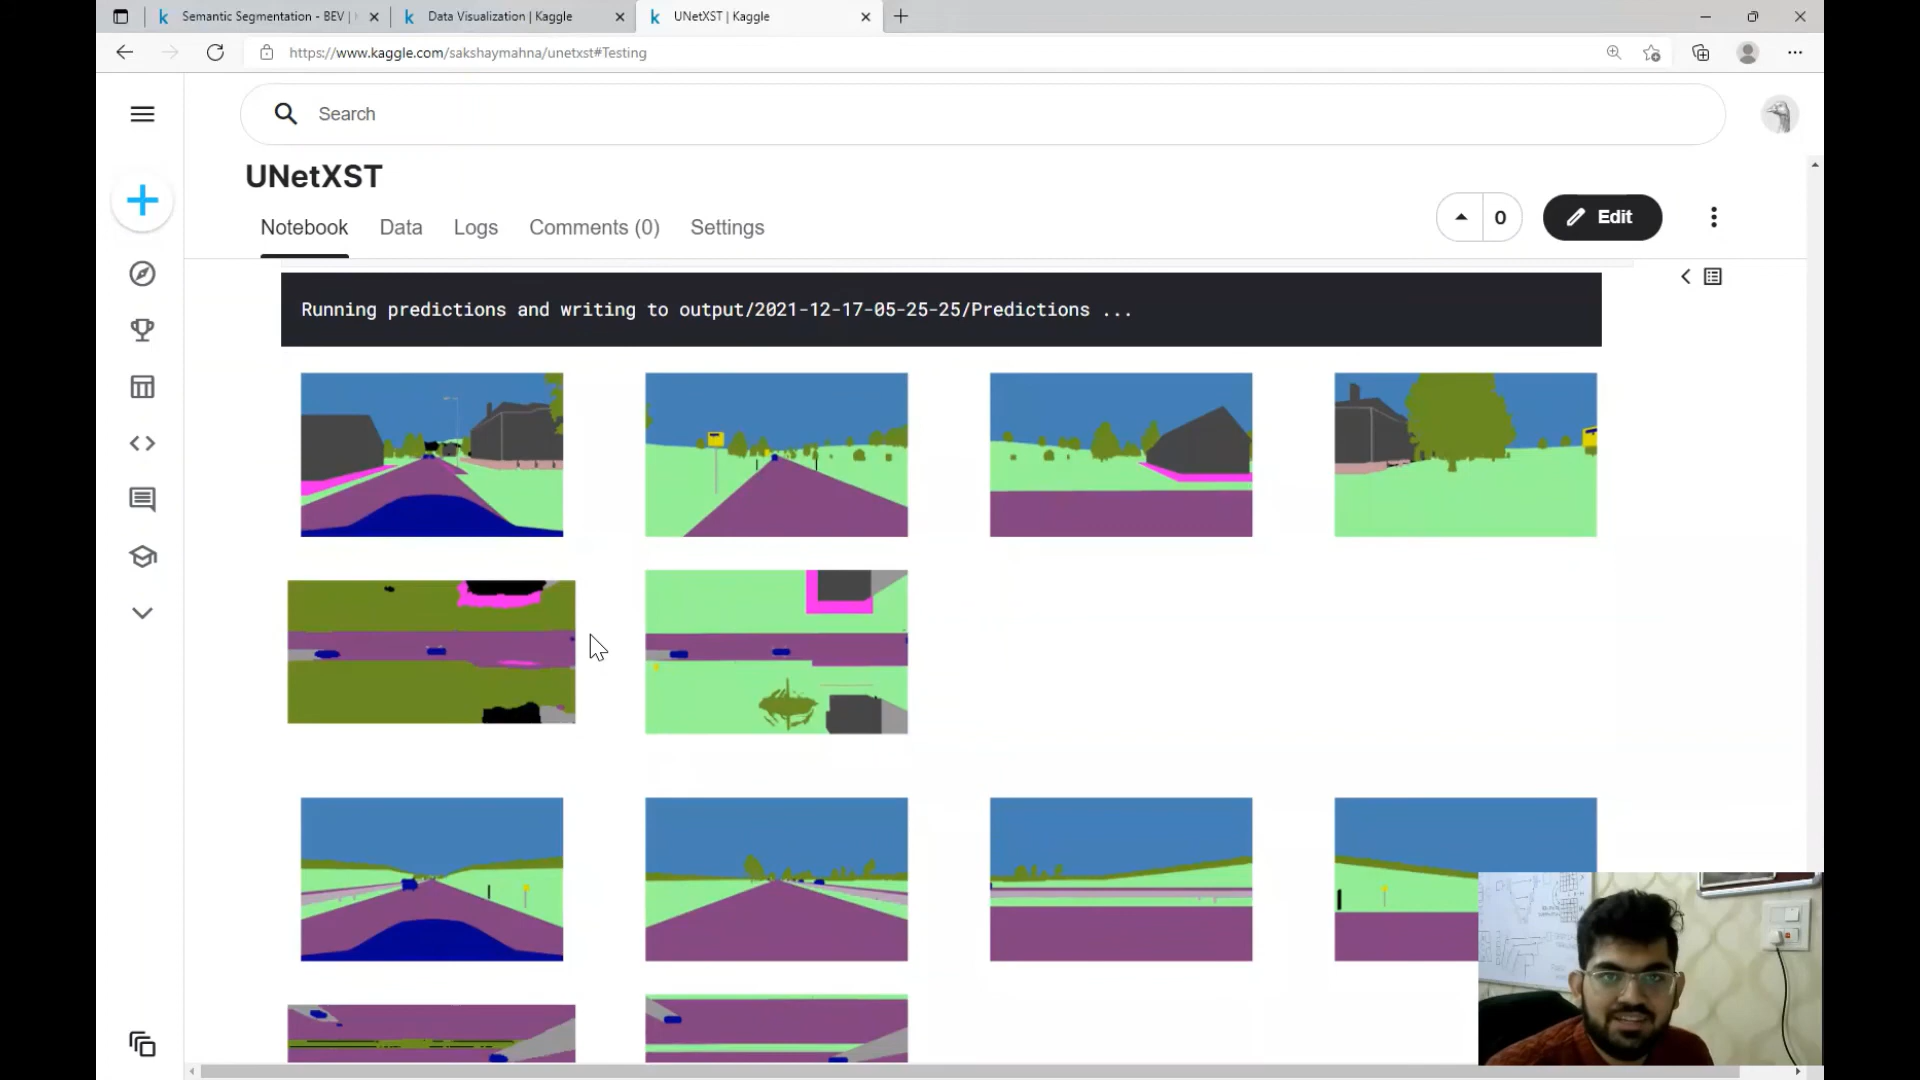 Semantic Segmentation - BEV |
Data Visualization | Kaggle
UNetXST | Kaggle
https://www.kaggle.com/sakshaymahna/unetxst#Testing
Search
UNetXST
Notebook
Data
Logs
Comments (0)
Settings
0
Edit
Running predictions and writing to output/2021-12-17-05-25-25/Predictions ...